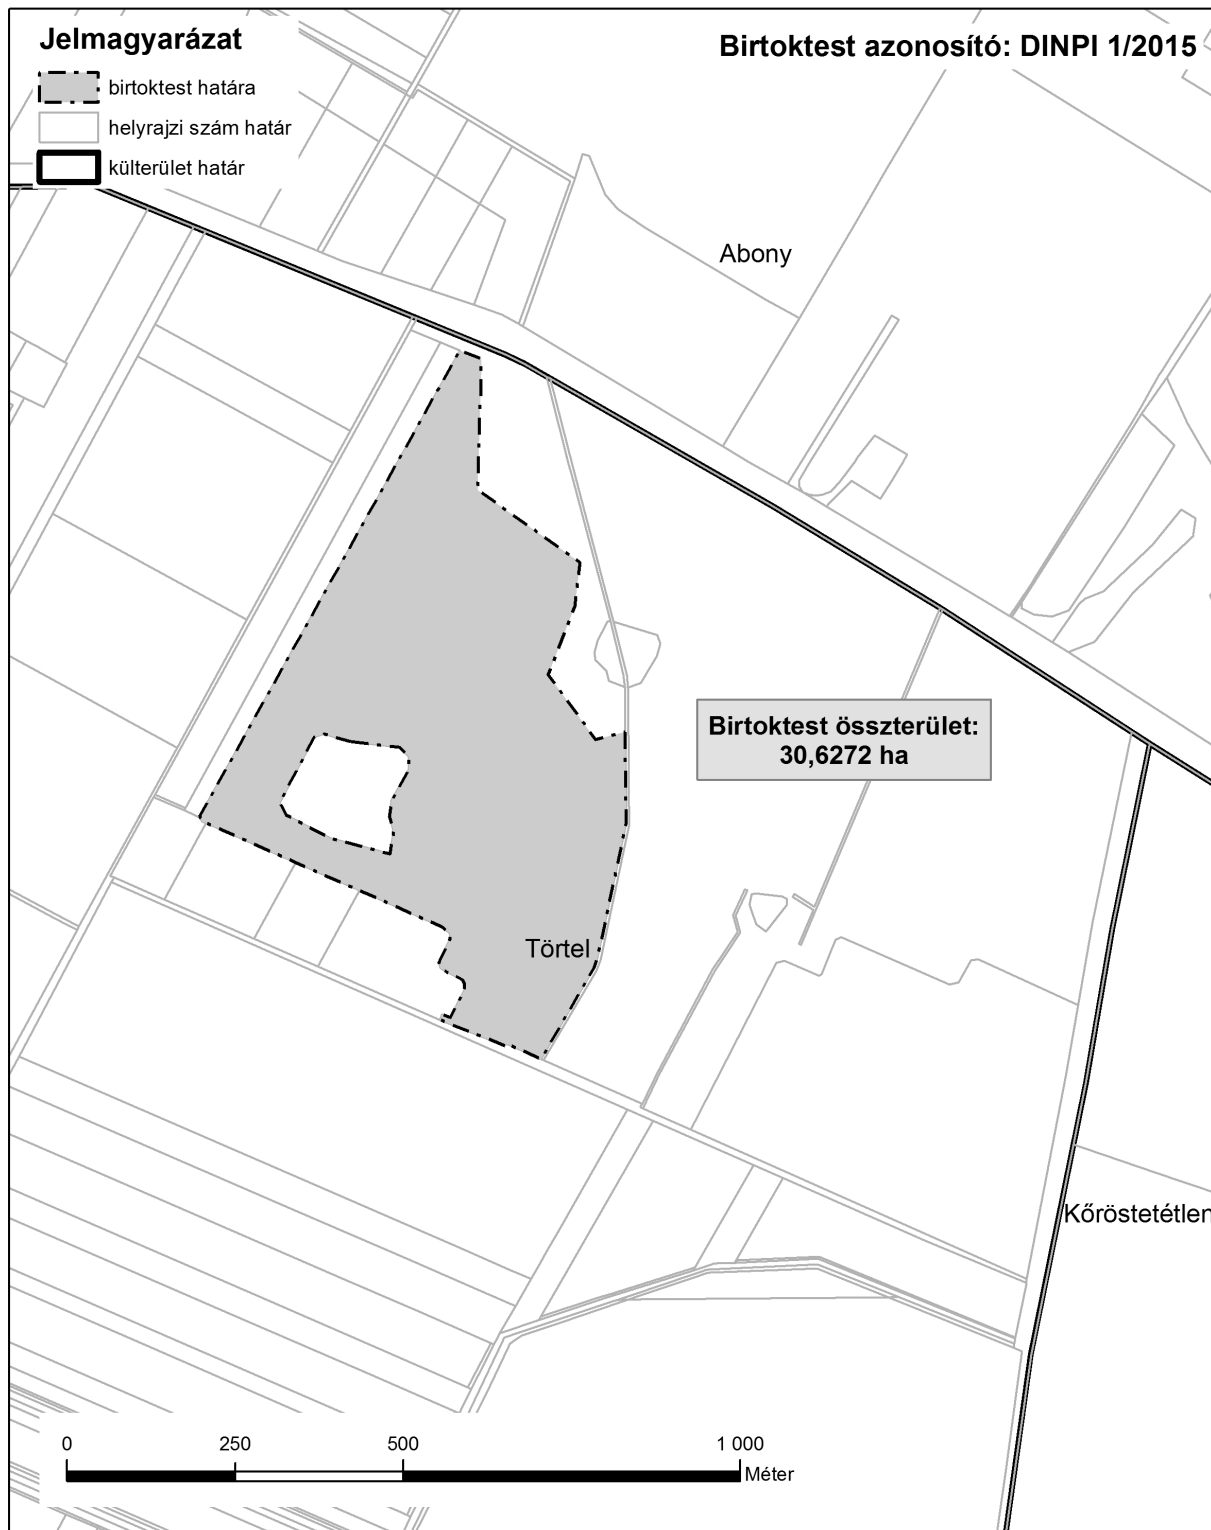 Jelmagyarázat
birtoktest határa
helyrajzi szám határ
külterület határ
Birtoktest azonosító: DINPI 1/2015
Abony
Birtoktest összterület:
30,6272 ha
Törtel
Kőröstetétlen
0 250 500 1 000
Méter